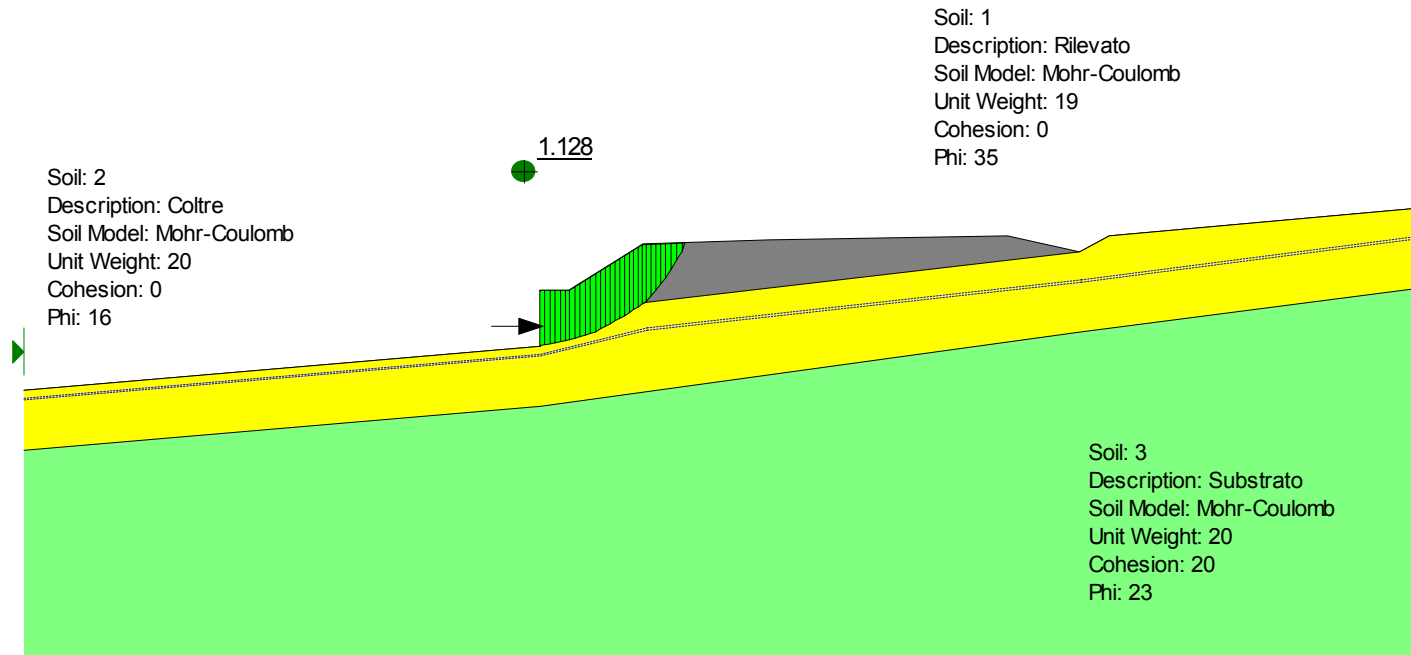 Soil: 1
Description: Rilevato
Soil Model: Mohr-Coulomb
Unit Weight: 19
Cohesion: 0
Phi: 35
1.128
Soil: 2
Description: Coltre
Soil Model: Mohr-Coulomb
Unit Weight: 20
Cohesion: 0
Phi: 16
Soil: 3
Description: Substrato
Soil Model: Mohr-Coulomb
Unit Weight: 20
Cohesion: 20
Phi: 23